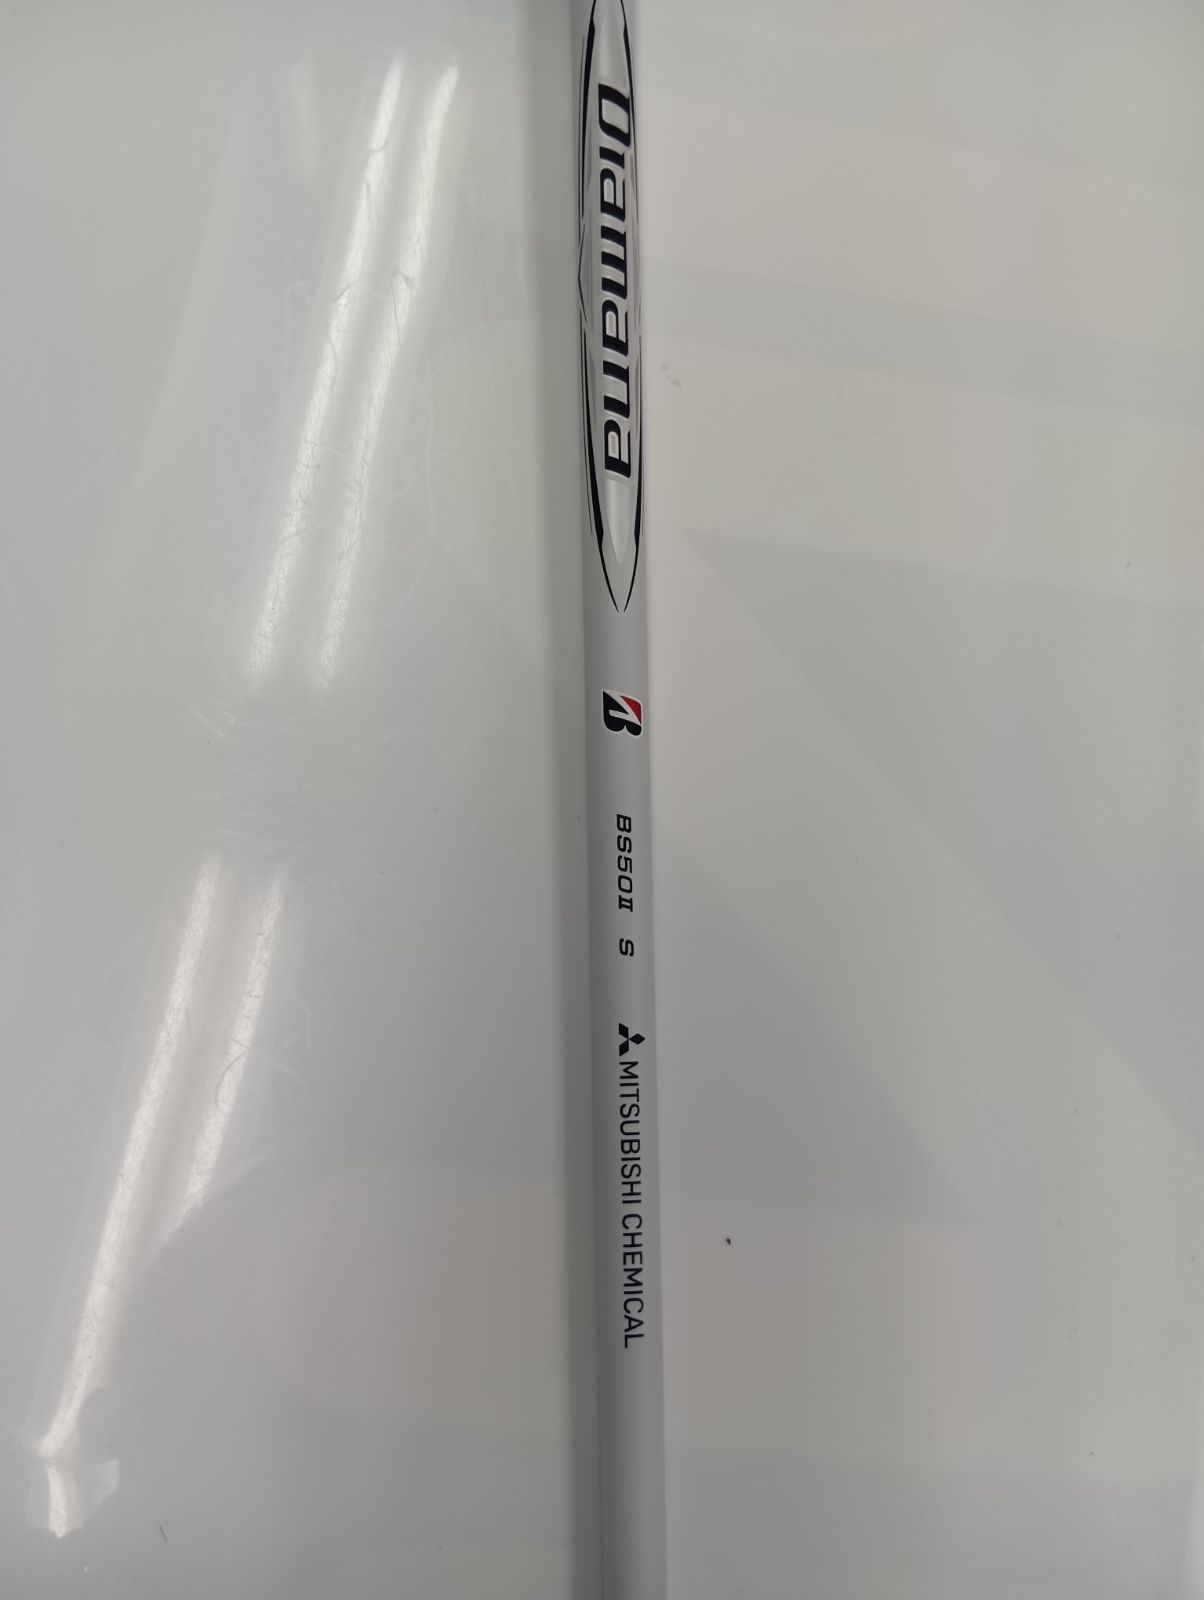 Diamana
B
BS50II S
MITSUBISHI CHEMICAL